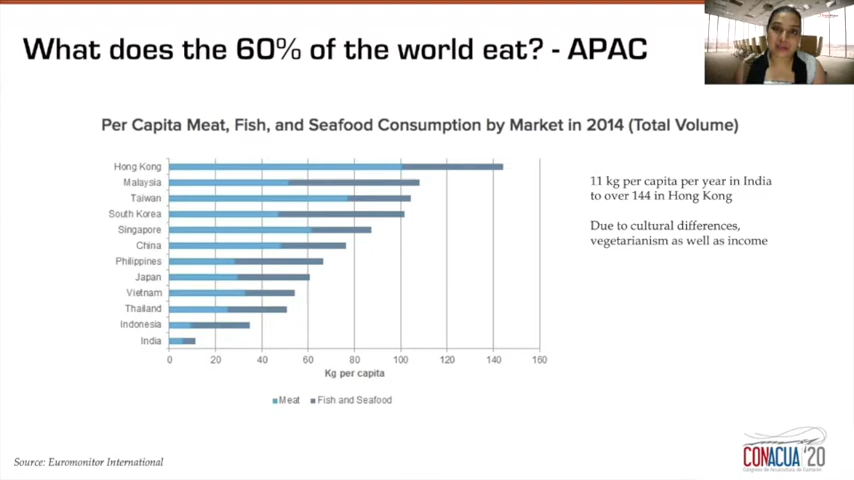 What does the 60% of the world eat? - APAC
Per Capita Meat, Fish, and Seafood Consumption by Market in 2014 (Total Volume)
Hong Kong
Malaysia
Taiwan
South Korea
Singapore
China
Philippines
Japan
Vietnam
Thailand
Indonesia
India
0 20 40 60 80 100 120 140 160
Kg per capita
Meat Fish and Seafood
11 kg per capita per year in India
to over 144 in Hong Kong
Due to cultural differences,
vegetarianism as well as income
CONACUA '20
Source: Euromonitor International